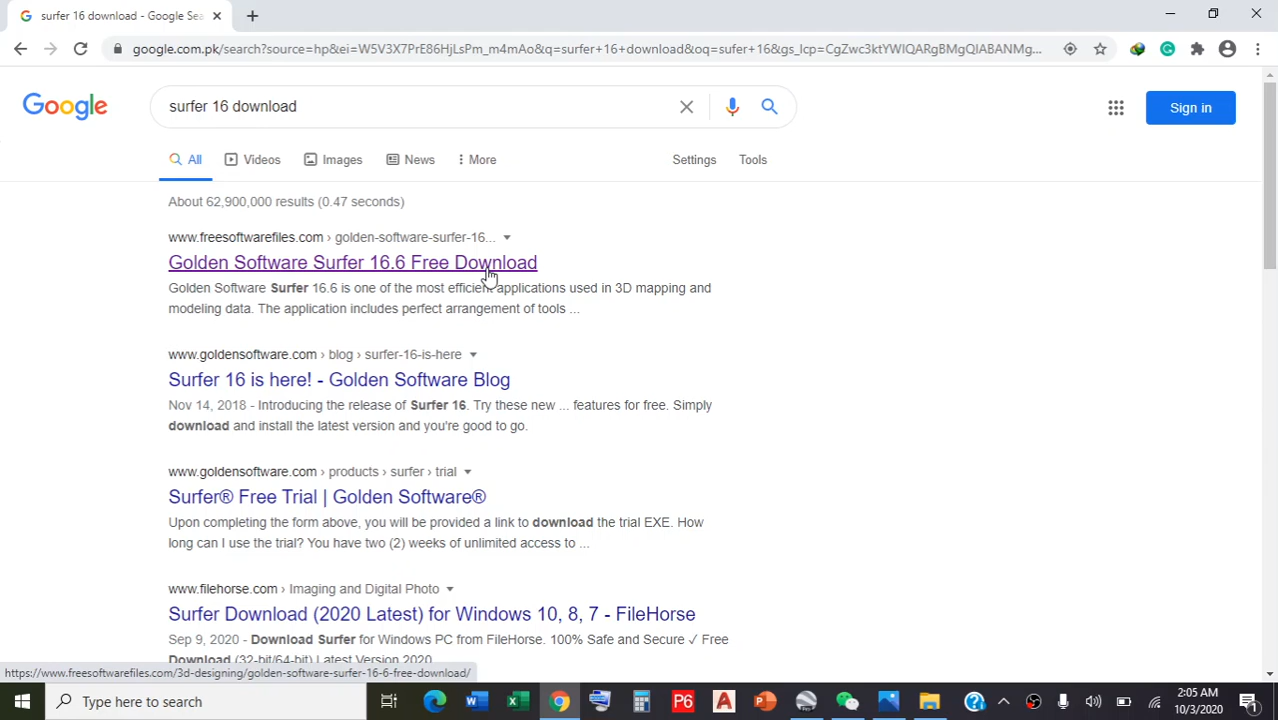 surfer 16 download - Google Sea
google.com.pk/search?source=hp&ei=W5V3X7PrE86HjLsPm_m4mAo&q=surfer+16+download&oq=sufer+16&gs_lcp=CgZwc3ktYWIQARgBMgQIABANMg...
Google
surfer 16 download
Sign in
All Videos Images News More Settings Tools
About 62,900,000 results (0.47 seconds)
www.freesoftwarefiles.com › golden-software-surfer-16...
Golden Software Surfer 16.6 Free Download
Golden Software Surfer 16.6 is one of the most efficient applications used in 3D mapping and
modeling data. The application includes perfect arrangement of tools ...
www.goldensoftware.com › blog › surfer-16-is-here
Surfer 16 is here! - Golden Software Blog
Nov 14, 2018 - Introducing the release of Surfer 16. Try these new ... features for free. Simply
download and install the latest version and you're good to go.
www.goldensoftware.com › products › surfer › trial
Surfer® Free Trial | Golden Software®
Upon completing the form above, you will be provided a link to download the trial EXE. How
long can I use the trial? You have two (2) weeks of unlimited access to ...
www.filehorse.com › Imaging and Digital Photo
Surfer Download (2020 Latest) for Windows 10, 8, 7 - FileHorse
Sep 9, 2020 - Download Surfer for Windows PC from FileHorse. 100% Safe and Secure ✓ Free
Download (32-bit/64-bit) Latest Version 2020.
https://www.freesoftwarefiles.com/3d-designing/golden-software-surfer-16-6-free-download/
Type here to search
P6
2:05 AM
10/3/2020
1